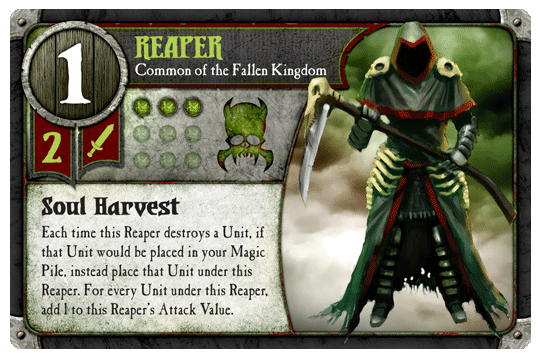 1
REAPER
Common of the Fallen Kingdom
2
Soul Harvest
Each time this Reaper destroys a Unit, if
that Unit would be placed in your Magic
Pile, instead place that Unit under this
Reaper. For every Unit under this Reaper,
add 1 to this Reaper's Attack Value.